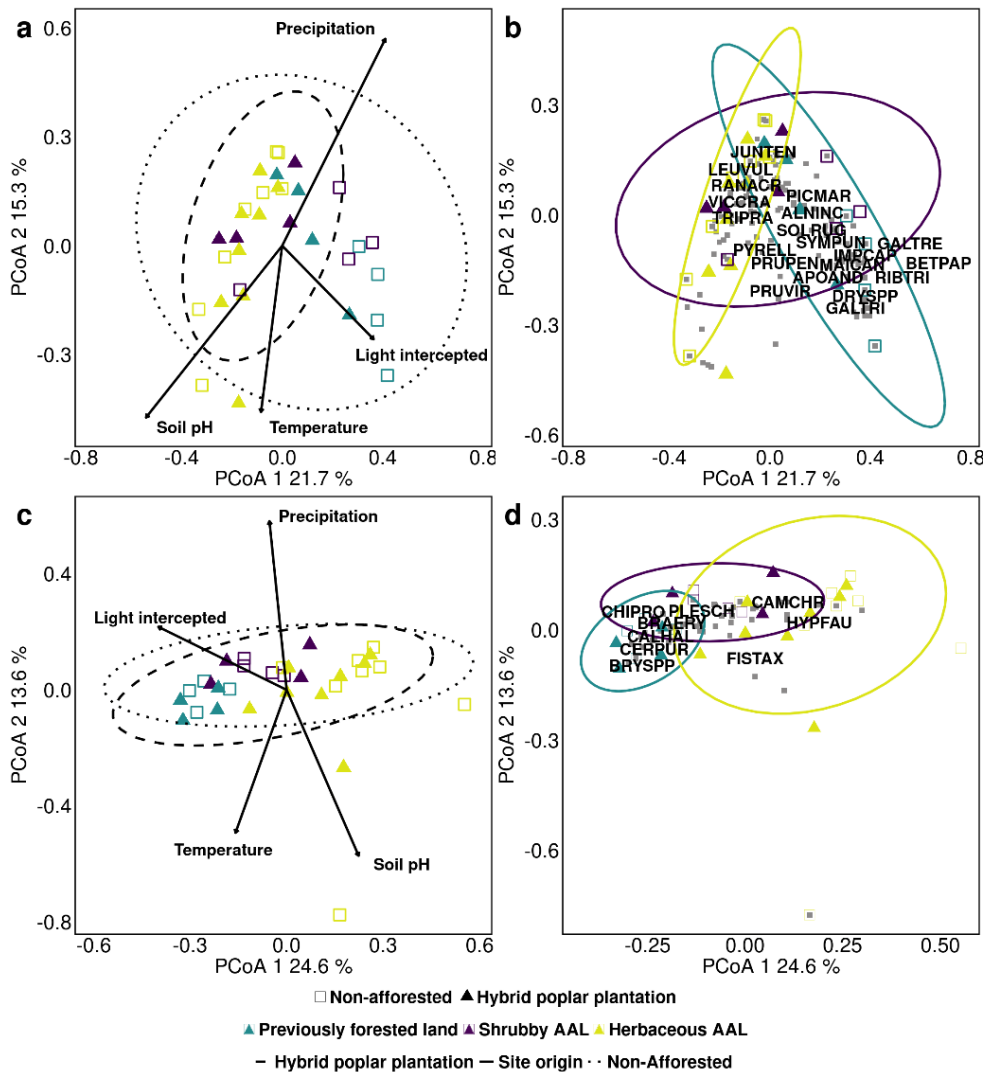 a
0.6
0.3
0.0
-0.3
PCoA 2 15.3 %
Precipitation
Light intercepted
Soil pH
Temperature
-0.8 -0.4 0.0 0.4 0.8
PCoA 1 21.7 %
b
0.3
0.0
-0.3
-0.6
PCoA 2 15.3 %
JUNTEN
LEUVUL
RANACR
VICCRA
PICMAR
TRIPRA
ALNINC
SOLRUG
SYMPUN
GALTRE
PYRELL
IMPCAP
PRUPEN
MAICAN
BETPAP
APOAND
RIBTRI
PRUVIR
DRYSPP
GALTRI
-0.8 -0.4 0.0 0.4 0.8
PCoA 1 21.7 %
c
0.4
0.0
-0.4
-0.8
PCoA 2 13.6 %
Precipitation
Light intercepted
Temperature
Soil pH
-0.6 -0.3 0.0 0.3 0.6
PCoA 1 24.6 %
d
0.3
0.0
-0.3
-0.6
PCoA 2 13.6 %
CAMCHR
CHIPRO PLESCH
HYPFAU
BRAERY
CALHAL
CERPUR
FISTAX
BRYSPP
-0.25 0.00 0.25 0.50
PCoA 1 24.6 %
Non-afforested Hybrid poplar plantation
Previously forested land Shrubby AAL Herbaceous AAL
Hybrid poplar plantation Site origin Non-Afforested